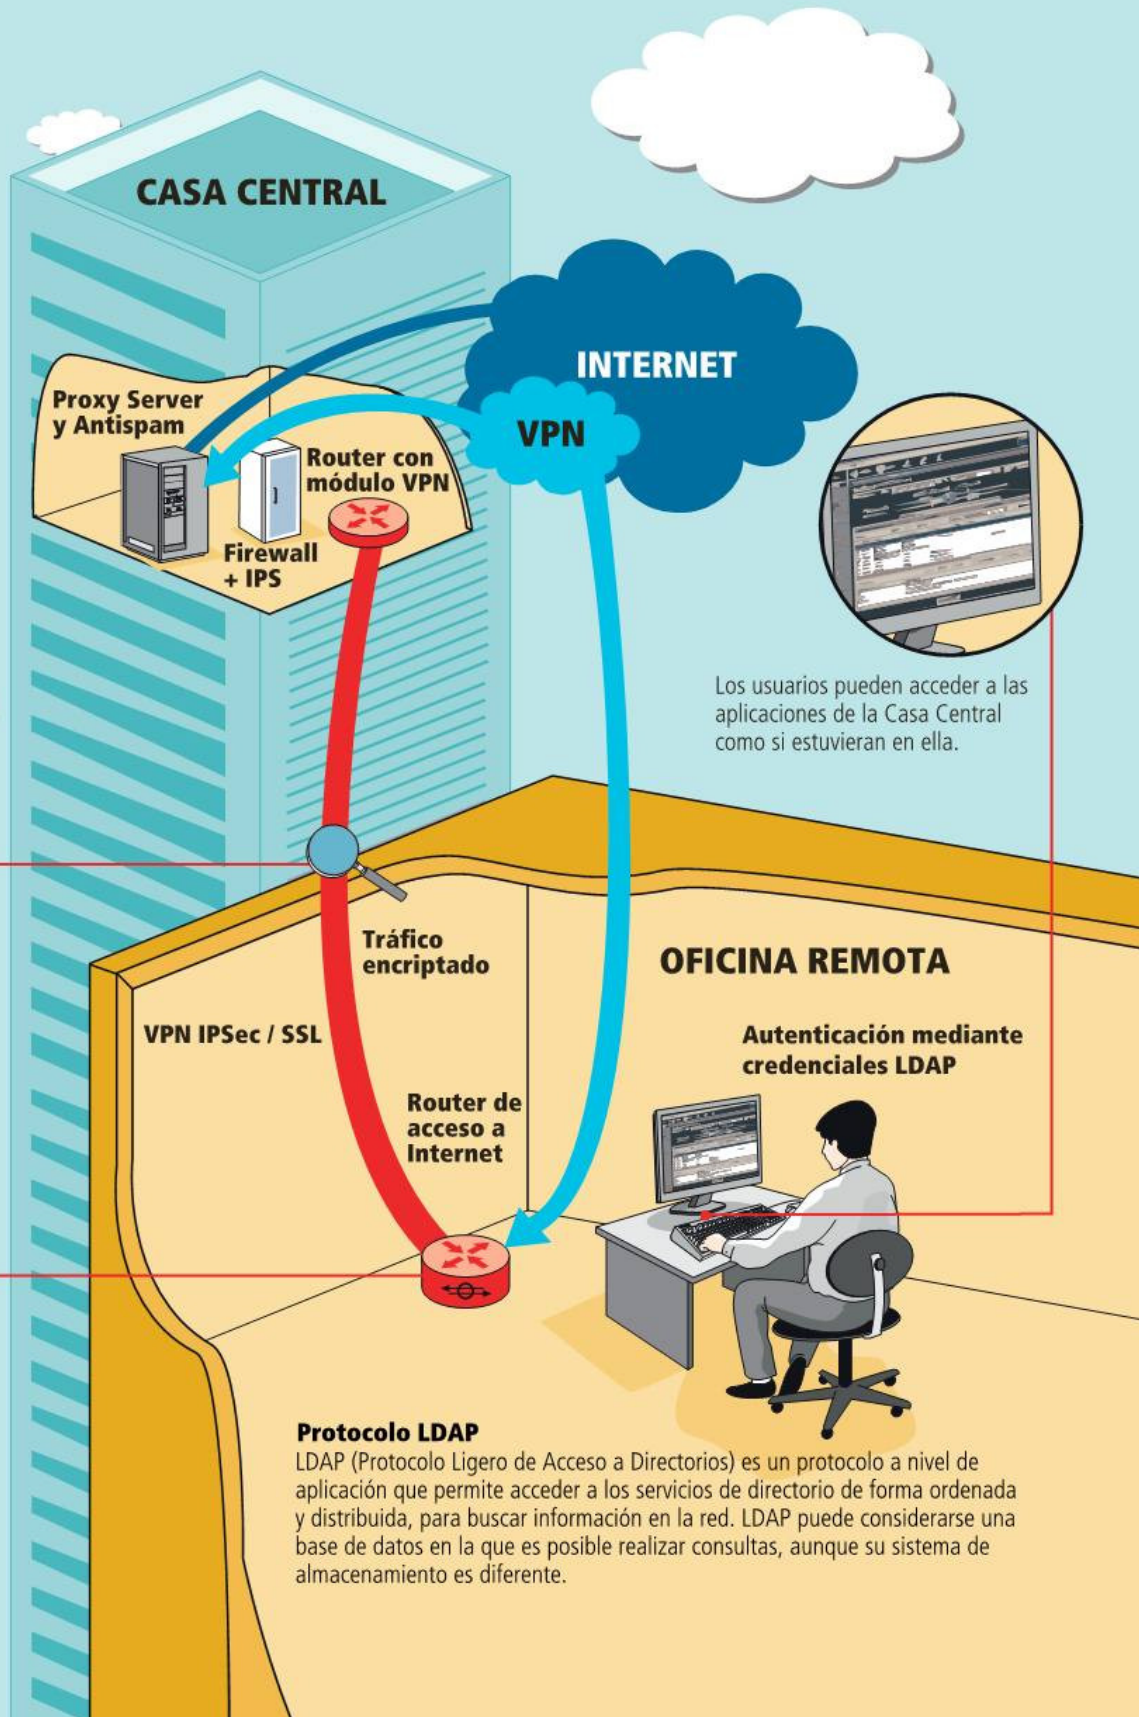 CASA CENTRAL
INTERNET
VPN
Proxy Server
y Antispam
Router con
módulo VPN
Firewall
+ IPS
Los usuarios pueden acceder a las
aplicaciones de la Casa Central
como si estuvieran en ella.
Tráfico
encriptado
OFICINA REMOTA
VPN IPSec / SSL
Autenticación mediante
credenciales LDAP
Router de
acceso a
Internet
Protocolo LDAP
LDAP (Protocolo Ligero de Acceso a Directorios) es un protocolo a nivel de
aplicación que permite acceder a los servicios de directorio de forma ordenada
y distribuida, para buscar información en la red. LDAP puede considerarse una
base de datos en la que es posible realizar consultas, aunque su sistema de
almacenamiento es diferente.